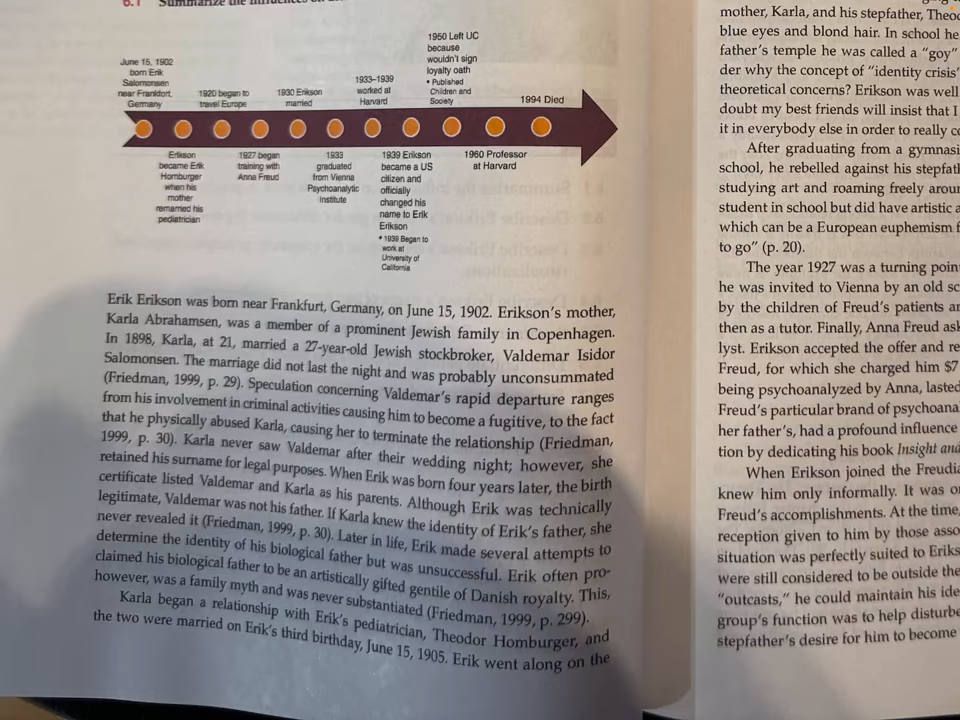 6.1 Summarize the influences on
June 15, 1902
born Erik
Salomonsen
near Frankfort,
Germany
1920 began to
travel Europe
1930 Erikson
married
1933–1939
worked at
Harvard
1950 Left UC
because
wouldn't sign
loyalty oath
• Published
Children and
Society
1994 Died
Erikson
became Erik
Homburger
when his
mother
remarried his
pediatrician
1927 began
training with
Anna Freud
1933
graduated
from Vienna
Psychoanalytic
Institute
1939 Erikson
became a US
citizen and
officially
changed his
name to Erik
Erikson
• 1939 Began to
work at
University of
California
1960 Professor
at Harvard
Erik Erikson was born near Frankfurt, Germany, on June 15, 1902. Erikson's mother,
Karla Abrahamsen, was a member of a prominent Jewish family in Copenhagen.
In 1898, Karla, at 21, married a 27-year-old Jewish stockbroker, Valdemar Isidor
Salomonsen. The marriage did not last the night and was probably unconsummated
(Friedman, 1999, p. 29). Speculation concerning Valdemar's rapid departure ranges
from his involvement in criminal activities causing him to become a fugitive, to the fact
that he physically abused Karla, causing her to terminate the relationship (Friedman,
1999, p. 30). Karla never saw Valdemar after their wedding night; however, she
retained his surname for legal purposes. When Erik was born four years later, the birth
certificate listed Valdemar and Karla as his parents. Although Erik was technically
legitimate, Valdemar was not his father. If Karla knew the identity of Erik's father, she
never revealed it (Friedman, 1999, p. 30). Later in life, Erik made several attempts to
determine the identity of his biological father but was unsuccessful. Erik often pro-
claimed his biological father to be an artistically gifted gentile of Danish royalty. This,
however, was a family myth and was never substantiated (Friedman, 1999, p. 299).
Karla began a relationship with Erik's pediatrician, Theodor Homburger, and
the two were married on Erik's third birthday, June 15, 1905. Erik went along on the
mother, Karla, and his stepfather, Theo
blue eyes and blond hair. In school he
father's temple he was called a "goy"
der why the concept of "identity crisis"
theoretical concerns? Erikson was well
doubt my best friends will insist that I
it in everybody else in order to really
After graduating from a gymnasi
school, he rebelled against his stepfat
studying art and roaming freely arou
student in school but did have artistic a
which can be a European euphemism f
to go" (p. 20).
The year 1927 was a turning poin
he was invited to Vienna by an old sc
by the children of Freud's patients a
then as a tutor. Finally, Anna Freud as
lyst. Erikson accepted the offer and re
Freud, for which she charged him $7
being psychoanalyzed by Anna, lasted
Freud's particular brand of psychoana
her father's, had a profound influence
tion by dedicating his book Insight and
When Erikson joined the Freudia
knew him only informally. It was o
Freud's accomplishments. At the time,
reception given to him by those asso
situation was perfectly suited to Eriks
were still considered to be outside the
"outcasts," he could maintain his ide
group's function was to help disturbe
stepfather's desire for him to become